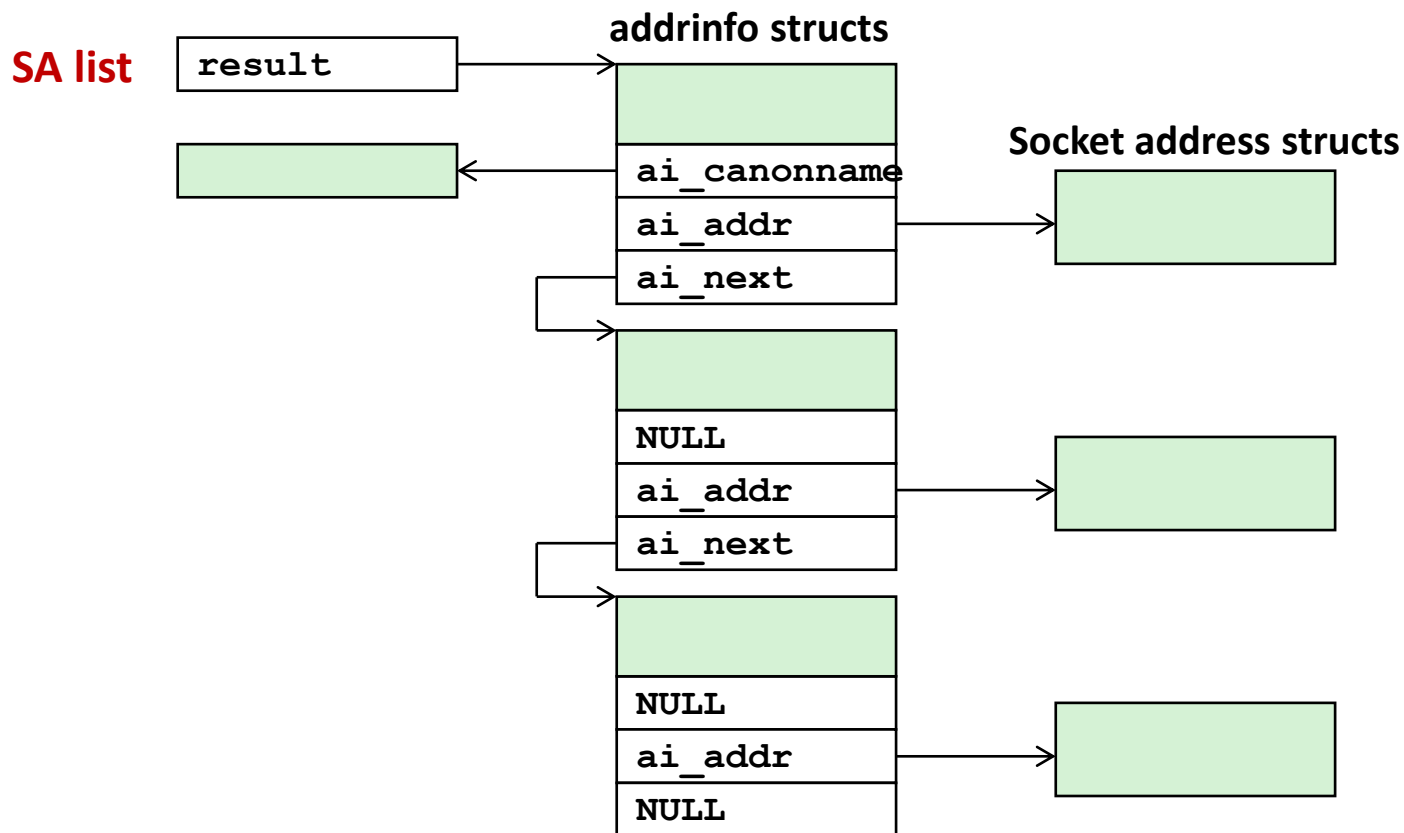 addrinfo structs
SA list
result
Socket address structs
ai_canonname
ai_addr
ai_next
NULL
ai_addr
ai_next
NULL
ai_addr
NULL